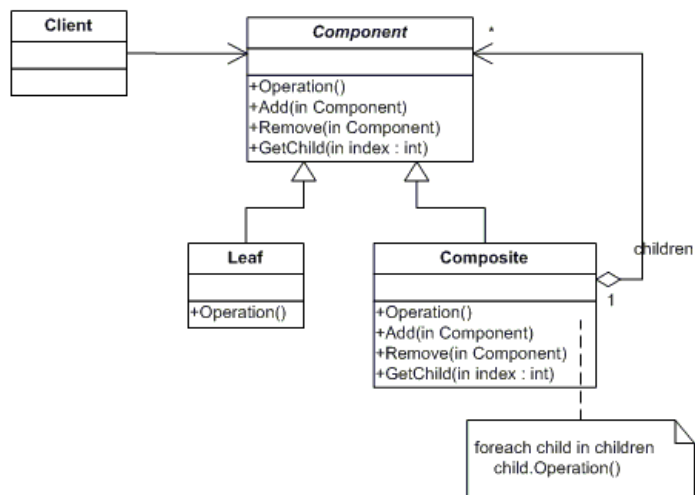 Client
Component
*
+Operation()
+Add(in Component)
+Remove(in Component)
+GetChild(in index : int)
Leaf
+Operation()
Composite
children
1
+Operation()
+Add(in Component)
+Remove(in Component)
+GetChild(in index : int)
foreach child in children
child.Operation()